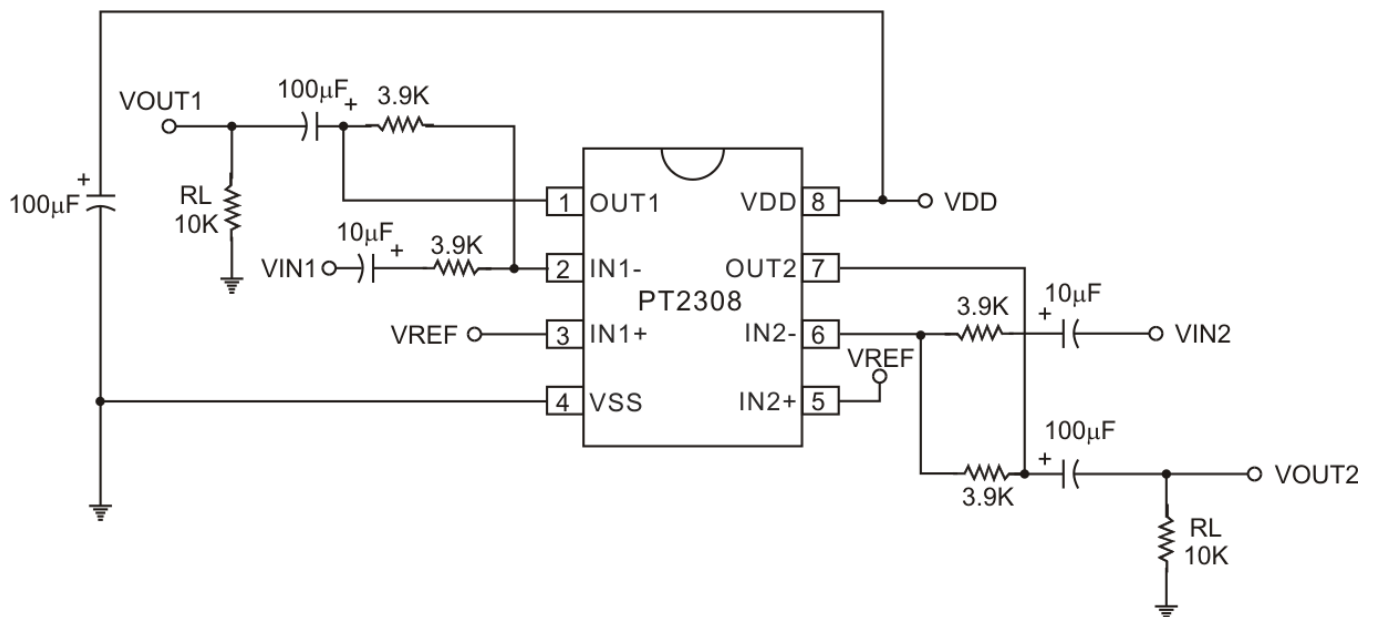 100μF
+
3.9K
VOUT1
+
100μF
RL
10K
10μF
+
3.9K
VIN1
VREF
1
OUT1
2
IN1-
3
IN1+
4
VSS
PT2308
VDD
8
VDD
OUT2
7
IN2-
6
IN2+
5
VREF
3.9K
10μF
+
VIN2
100μF
+
3.9K
VOUT2
RL
10K